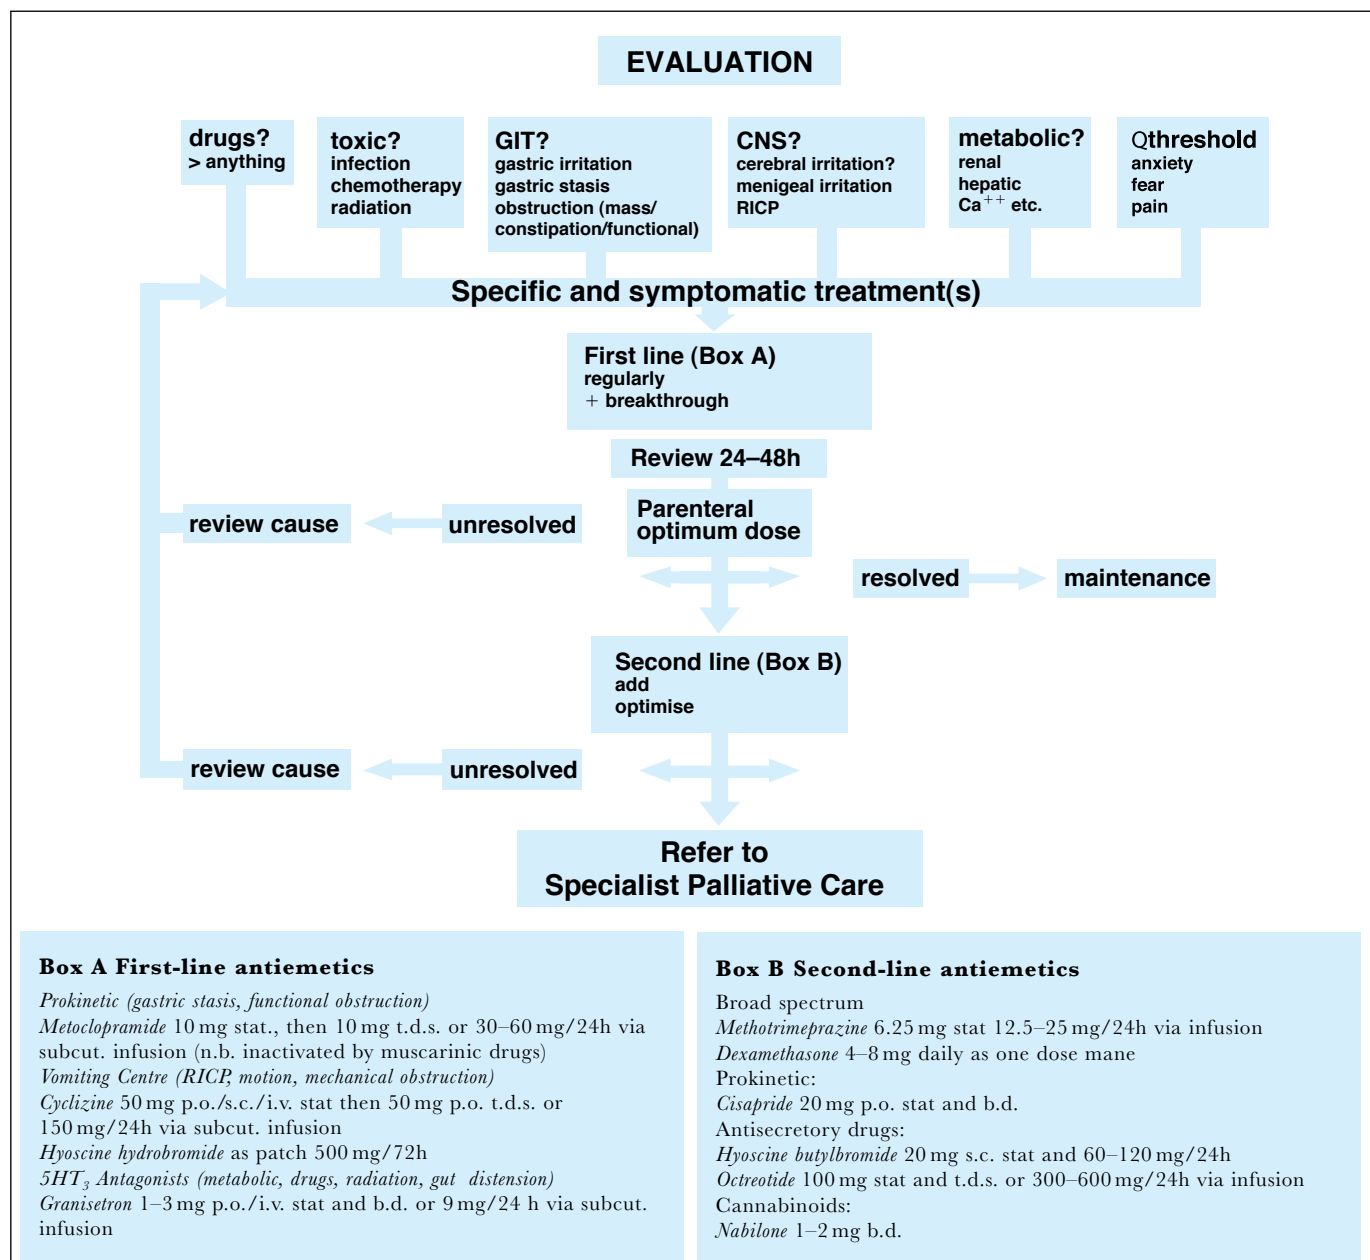 EVALUATION
drugs?
> anything
toxic?
infection
chemotherapy
radiation
GIT?
gastric irritation
gastric stasis
obstruction (mass/
constipation/functional)
CNS?
cerebral irritation?
menigeal irritation
RICP
metabolic?
renal
hepatic
Ca++ etc.
Qthreshold
anxiety
fear
pain
Specific and symptomatic treatment(s)
First line (Box A)
regularly
+ breakthrough
Review 24–48h
Parenteral
optimum dose
review cause
unresolved
resolved
maintenance
Second line (Box B)
add
optimise
review cause
unresolved
Refer to
Specialist Palliative Care
Box A First-line antiemetics
Prokinetic (gastric stasis, functional obstruction)
Metoclopramide 10 mg stat., then 10 mg t.d.s. or 30–60 mg/24h via
subcut. infusion (n.b. inactivated by muscarinic drugs)
Vomiting Centre (RICP, motion, mechanical obstruction)
Cyclizine 50 mg p.o./s.c./i.v. stat then 50 mg p.o. t.d.s. or
150 mg/24h via subcut. infusion
Hyoscine hydrobromide as patch 500 mg/72h
5HT3 Antagonists (metabolic, drugs, radiation, gut distension)
Granisetron 1–3 mg p.o./i.v. stat and b.d. or 9 mg/24 h via subcut.
infusion
Box B Second-line antiemetics
Broad spectrum
Methotrimeprazine 6.25 mg stat 12.5–25 mg/24h via infusion
Dexamethasone 4–8 mg daily as one dose mane
Prokinetic:
Cisapride 20 mg p.o. stat and b.d.
Antisecretory drugs:
Hyoscine butylbromide 20 mg s.c. stat and 60–120 mg/24h
Octreotide 100 mg stat and t.d.s. or 300–600 mg/24h via infusion
Cannabinoids:
Nabilone 1–2 mg b.d.